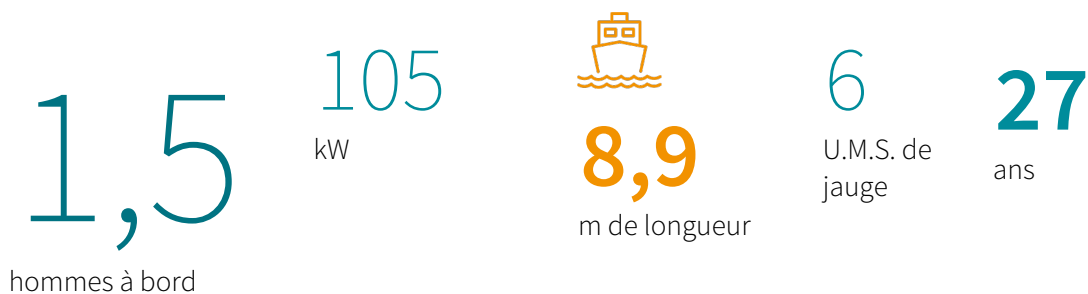 1,5
hommes à bord
105
kW
8,9
m de longueur
6
U.M.S. de
jauge
27
ans